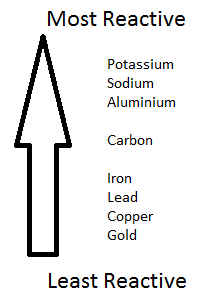 Most Reactive
Potassium
Sodium
Aluminium
Carbon
Iron
Lead
Copper
Gold
Least Reactive